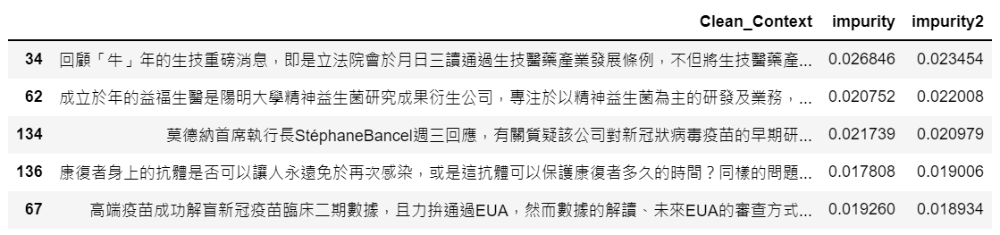 Clean_Context impurity impurity2
34 回顧「牛」年的生技重磅消息，即是立法院會於月日三讀通過生技醫藥產業發展條例，不但將生技醫藥產... 0.026846 0.023454
62 成立於年的益福生醫是陽明大學精神益生菌研究成果衍生公司，專注於以精神益生菌為主的研發及業務，... 0.020752 0.022008
134 莫德納首席執行長StéphaneBancel週三回應，有關質疑該公司對新冠狀病毒疫苗的早期研... 0.021739 0.020979
136 康復者身上的抗體是否可以讓人永遠免於再次感染，或是這抗體可以保護康復者多久的時間？同樣的問題... 0.017808 0.019006
67 高端疫苗成功解盲新冠疫苗臨床二期數據，且力拚通過EUA，然而數據的解讀、未來EUA的審查方式... 0.019260 0.018934